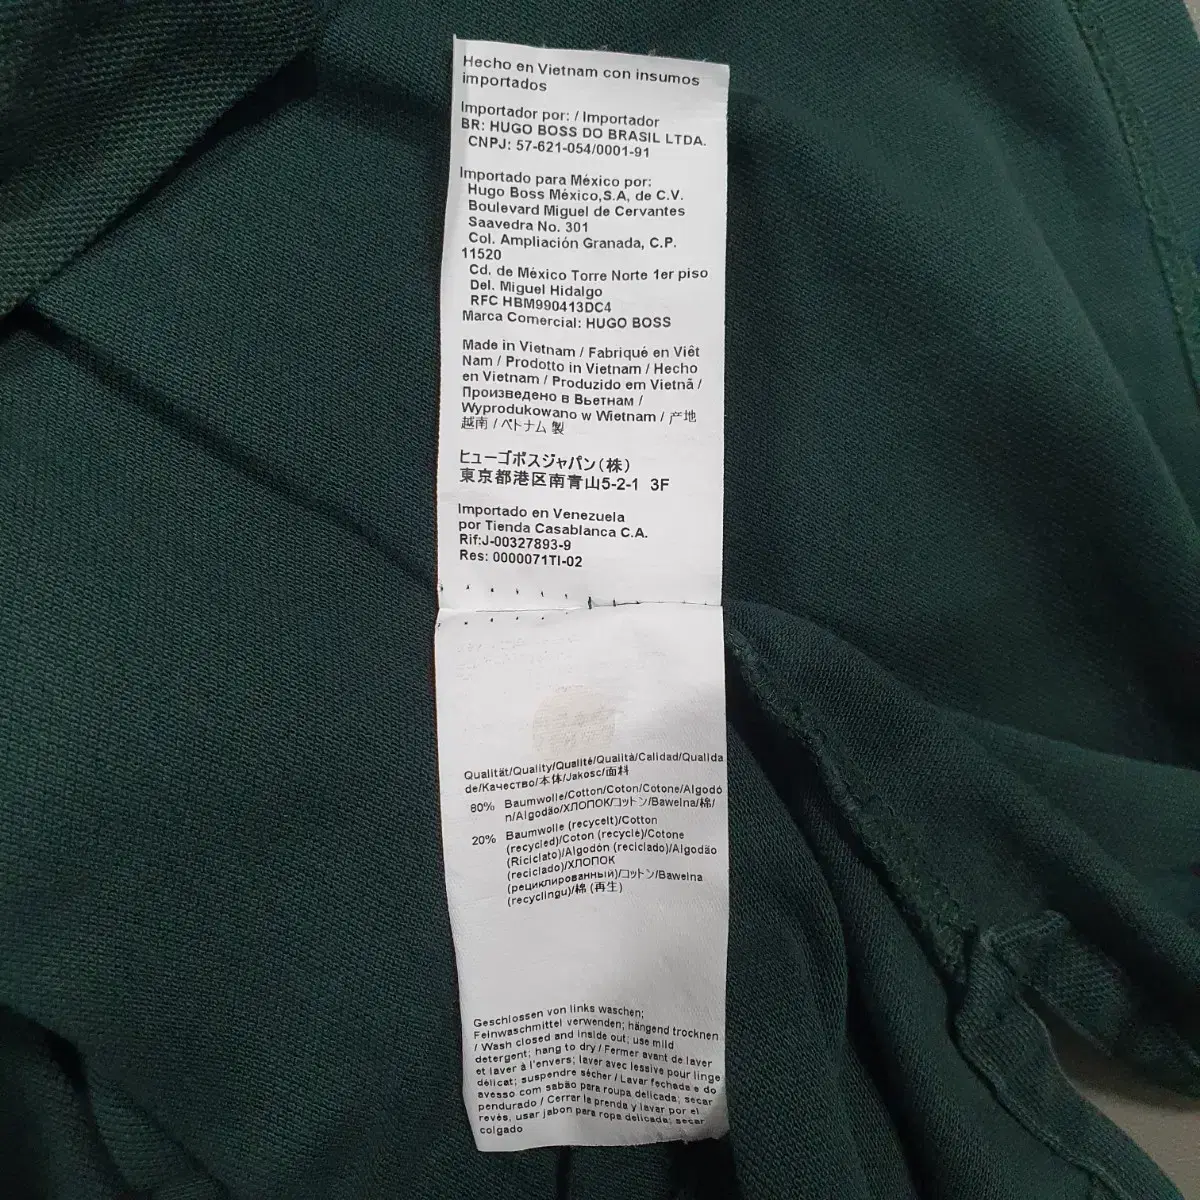 Hecho en Vietnam con insumos
importados
Importador por: / Importador
BR: HUGO BOSS DO BRASIL LTDA.
CNPJ: 57-621-054/0001-91
Importado para México por:
Hugo Boss México,S.A, de C.V.
Boulevard Miguel de Cervantes
Saavedra No. 301
Col. Ampliación Granada, C.P.
11520
Cd. de México Torre Norte 1er piso
Del. Miguel Hidalgo
RFC HBM990413DC4
Marca Comercial: HUGO BOSS
Made in Vietnam / Fabriqué en Viêt
Nam / Prodotto in Vietnam / Hecho
en Vietnam / Produzido em Vietnã /
Произведено в Вьетнам /
Wyprodukowano w Wietnam / 产地
越南 / ベトナム 製
ヒューゴボスジャパン(株)
東京都港区南青山5-2-1 3F
Importado en Venezuela
por Tienda Casablanca C.A.
Rif:J-00327893-9
Res: 0000071TI-02
Qualität/Quality/Qualité/Qualità/Calidad/Qualida
de/Качество/本体/Jakosc/面料
80% Baumwolle/Cotton/Coton/Cotone/Algodó
n/Algodão/ХЛОПОК/コットン/Bawelna/棉/
20% Baumwolle (recycelt)/Cotton
(recycled)/Coton (recyclé)/Cotone
(Riciclato)/Algodón (reciclado)/Algodão
(reciclado)/ХЛОПОК
(рециклированный)/コットン/Bawelna
(recyclingu)/棉 (再生)
Geschlossen von links waschen;
Feinwaschmittel verwenden; hängend trocknen
/ Wash closed and inside out; use mild
detergent; hang to dry / Fermer avant de laver
et laver à l'envers; laver avec lessive pour linge
délicat; suspendre sécher / Lavar fechada e do
avesso com sabão para roupa delicada; secar
pendurado / Cerrar la prenda y lavar por el
revés, usar jabon para ropa delicada; secar
colgado